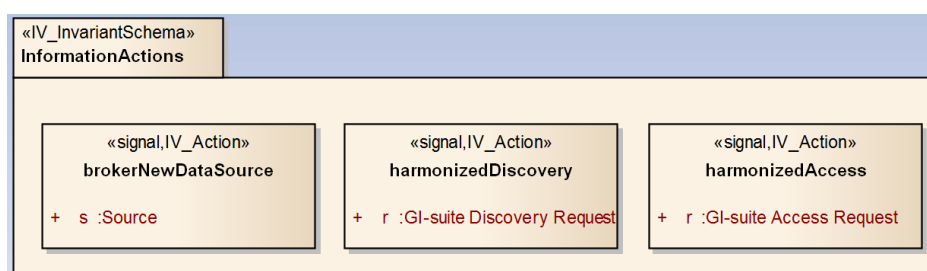 «IV_InvariantSchema»
InformationActions
«signal,IV_Action»
brokerNewDataSource
+ s :Source
«signal,IV_Action»
harmonizedDiscovery
+ r :GI-suite Discovery Request
«signal,IV_Action»
harmonizedAccess
+ r :GI-suite Access Request